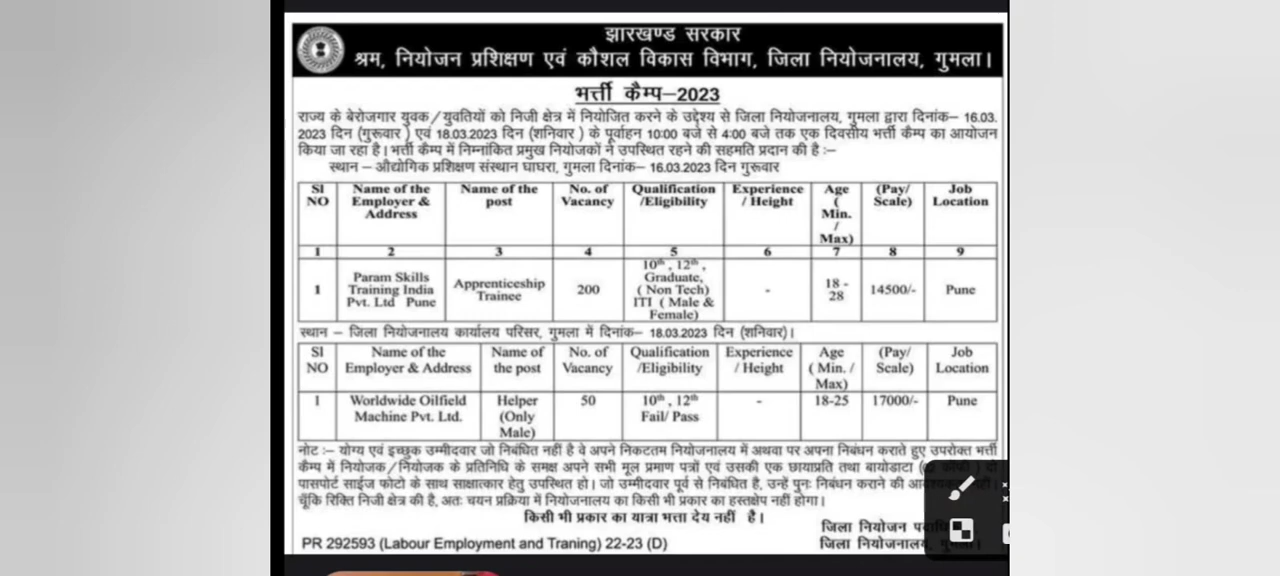 झारखण्ड सरकार
श्रम, नियोजन प्रशिक्षण एवं कौशल विकास विभाग, जिला नियोजनालय, गुमला।
भर्त्ती कैम्प–2023
राज्य के बेरोजगार युवक/युवतियों को निजी क्षेत्र में नियोजित करने के उद्देश्य से जिला नियोजनालय, गुमला द्वारा दिनांक– 16.03.
2023 दिन (गुरूवार) एवं 18.03.2023 दिन (शनिवार) के पूर्वाहन 10:00 बजे से 4:00 बजे तक एक दिवसीय भर्त्ती कैम्प का आयोजन
किया जा रहा है। भर्त्ती कैम्प में निम्नांकित प्रमुख नियोजकों ने उपस्थित रहने की सहमति प्रदान की है :–
स्थान – औद्योगिक प्रशिक्षण संस्थान घाघरा, गुमला दिनांक– 16.03.2023 दिन गुरूवार
Sl NO | Name of the Employer & Address | Name of the post | No. of Vacancy | Qualification /Eligibility | Experience / Height | Age ( Min. / Max) | (Pay/ Scale) | Job Location
1 | 2 | 3 | 4 | 5 | 6 | 7 | 8 | 9
1 | Param Skills Training India Pvt. Ltd Pune | Apprenticeship Trainee | 200 | 10th, 12th, Graduate, ( Non Tech) ITI ( Male & Female) | - | 18 - 28 | 14500/- | Pune
स्थान – जिला नियोजनालय कार्यालय परिसर, गुमला में दिनांक– 18.03.2023 दिन (शनिवार)।
Sl NO | Name of the Employer & Address | Name of the post | No. of Vacancy | Qualification /Eligibility | Experience / Height | Age ( Min. / Max) | (Pay/ Scale) | Job Location
1 | Worldwide Oilfield Machine Pvt. Ltd. | Helper (Only Male) | 50 | 10th, 12th Fail/ Pass | - | 18-25 | 17000/- | Pune
नोट :– योग्य एवं इच्छुक उम्मीदवार जो निबंधित नहीं है वे अपने निकटतम नियोजनालय में अथवा पर अपना निबंधन कराते हुए उपरोक्त भर्त्ती
कैम्प में नियोजक/नियोजक के प्रतिनिधि के समक्ष अपने सभी मूल प्रमाण पत्रों एवं उसकी एक छायाप्रति तथा बायोडाटा
पासपोर्ट साईज फोटो के साथ साक्षात्कार हेतु उपस्थित हो। जो उम्मीदवार पूर्व से निबंधित है, उन्हें पुनः निबंधन कराने की
चूँकि रिक्ति निजी क्षेत्र की है, अतः चयन प्रक्रिया में नियोजनालय का किसी भी प्रकार का हस्तक्षेप नहीं होगा।
किसी भी प्रकार का यात्रा भत्ता देय नहीं है।
जिला नियोजन
जिला नियोजनालय, गुमला।
PR 292593 (Labour Employment and Traning) 22-23 (D)